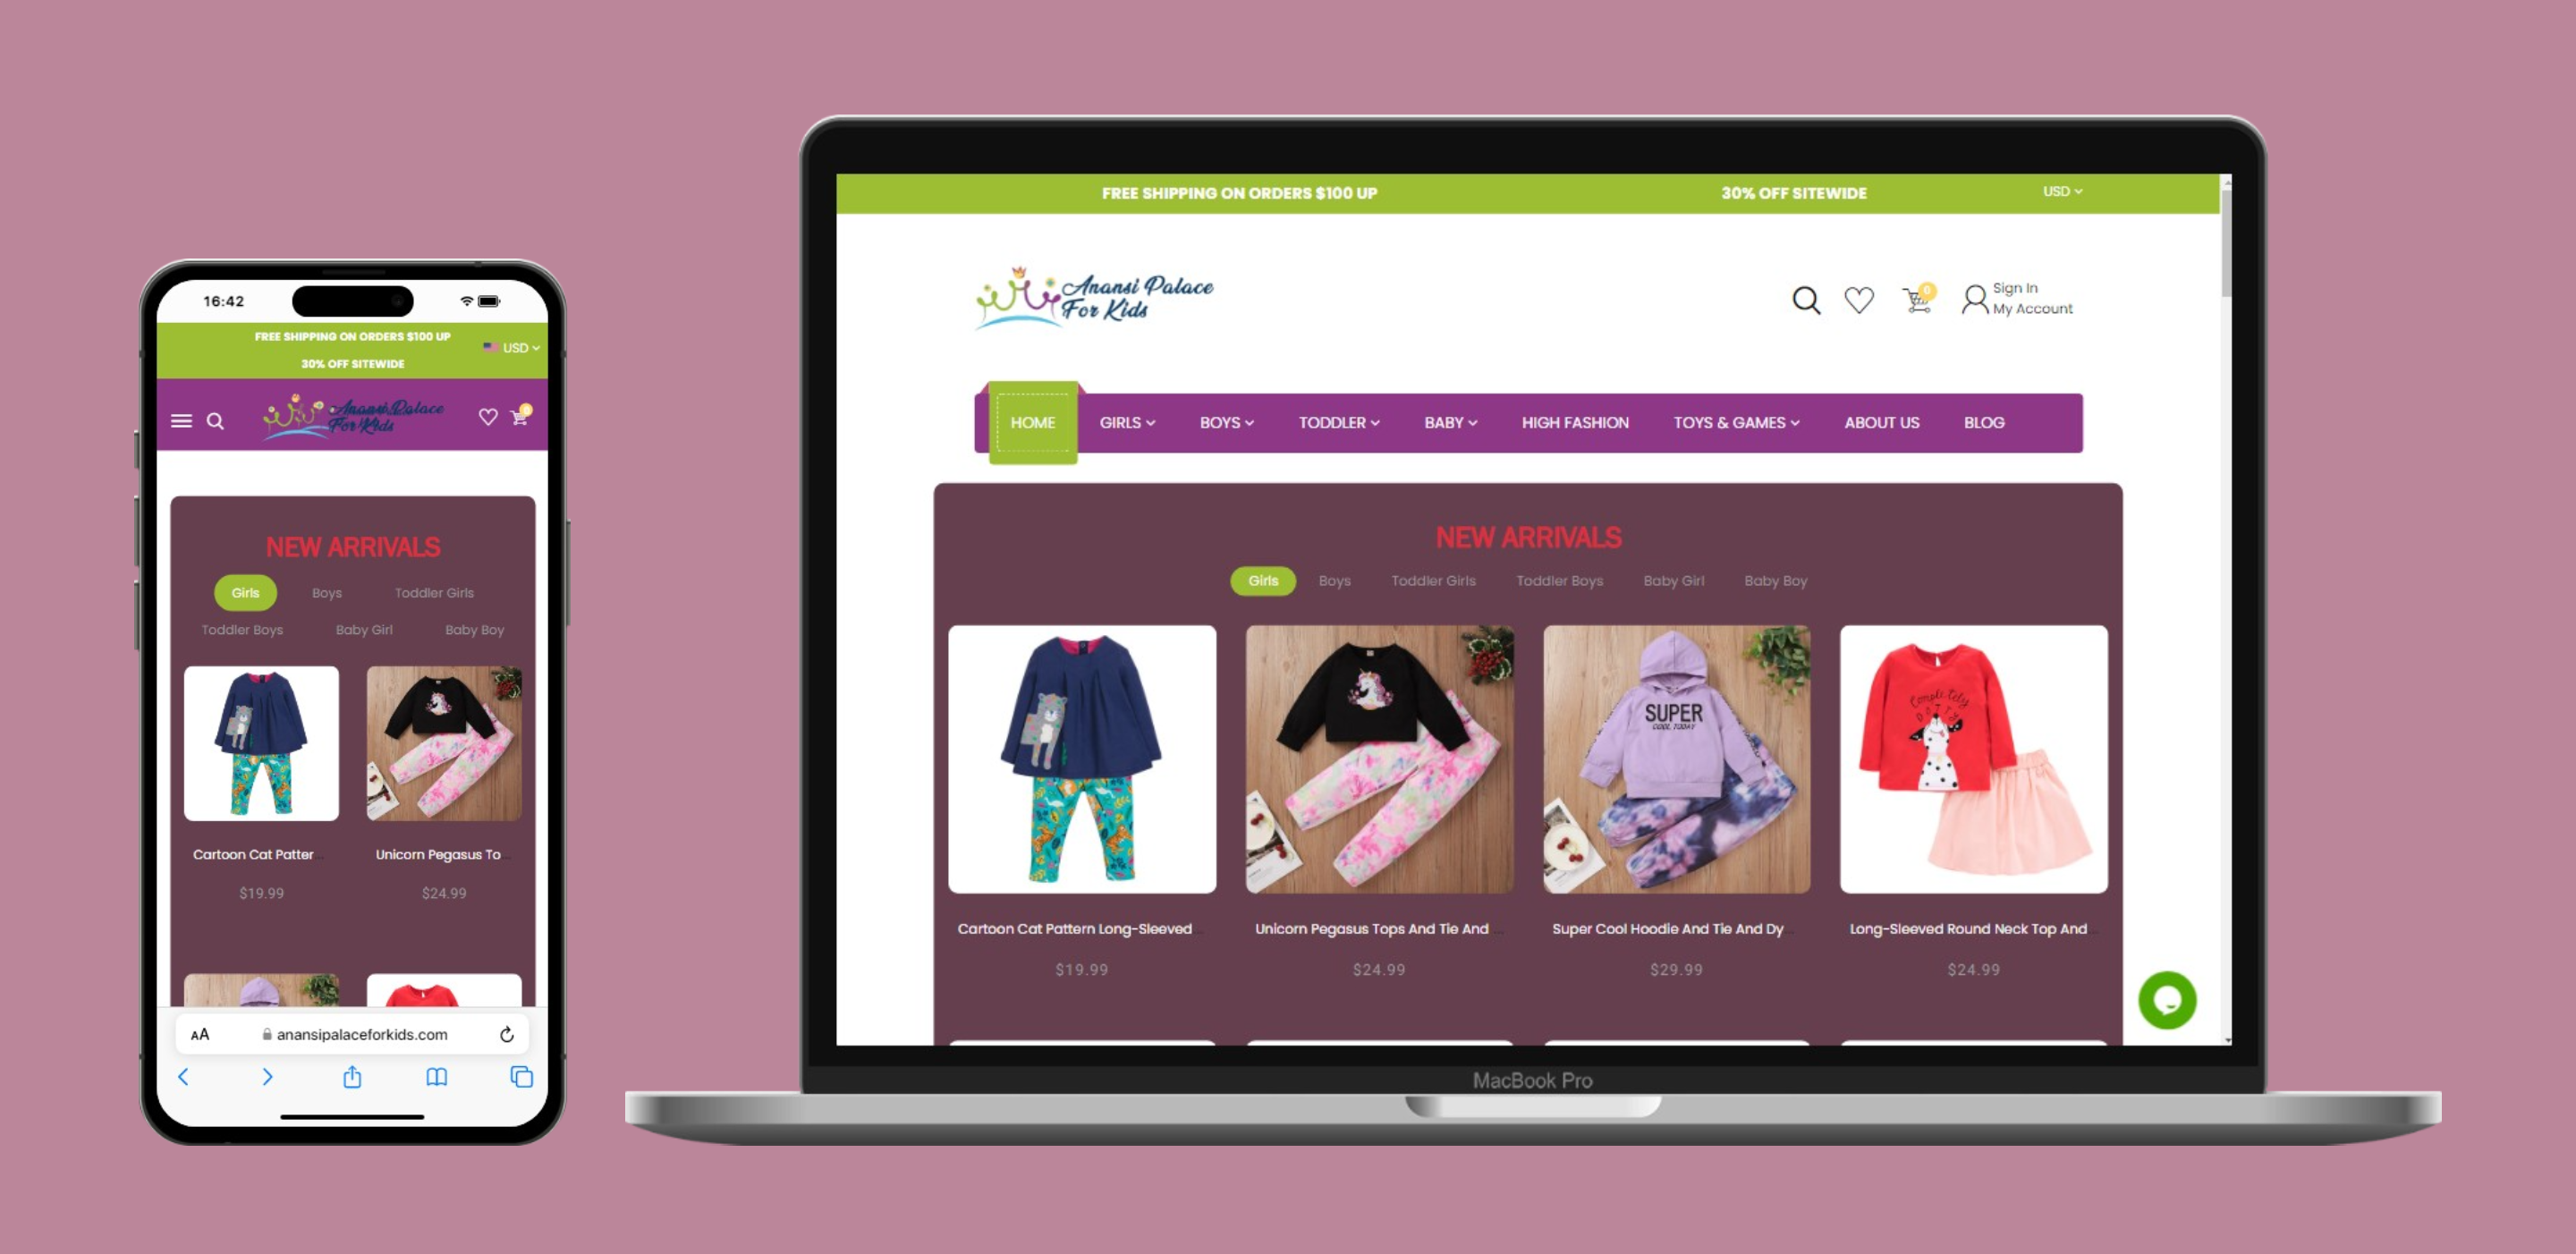 16:42
FREE SHIPPING ON ORDERS $100 UP
USD
30% OFF SITEWIDE
Anansi Palace
For Kids
0
NEW ARRIVALS
Girls Boys Toddler Girls
Toddler Boys Baby Girl Baby Boy
Cartoon Cat Patter... Unicorn Pegasus To...
$19.99 $24.99
AA anansipalaceforkids.com
FREE SHIPPING ON ORDERS $100 UP 30% OFF SITEWIDE USD
Anansi Palace
For Kids
0
Sign In
My Account
HOME GIRLS BOYS TODDLER BABY HIGH FASHION TOYS & GAMES ABOUT US BLOG
NEW ARRIVALS
Girls Boys Toddler Girls Toddler Boys Baby Girl Baby Boy
SUPER
COOL TODAY
Completely
DOTTY
Cartoon Cat Pattern Long-Sleeved... Unicorn Pegasus Tops And Tie And ... Super Cool Hoodie And Tie And Dy... Long-Sleeved Round Neck Top And...
$19.99 $24.99 $29.99 $24.99
MacBook Pro